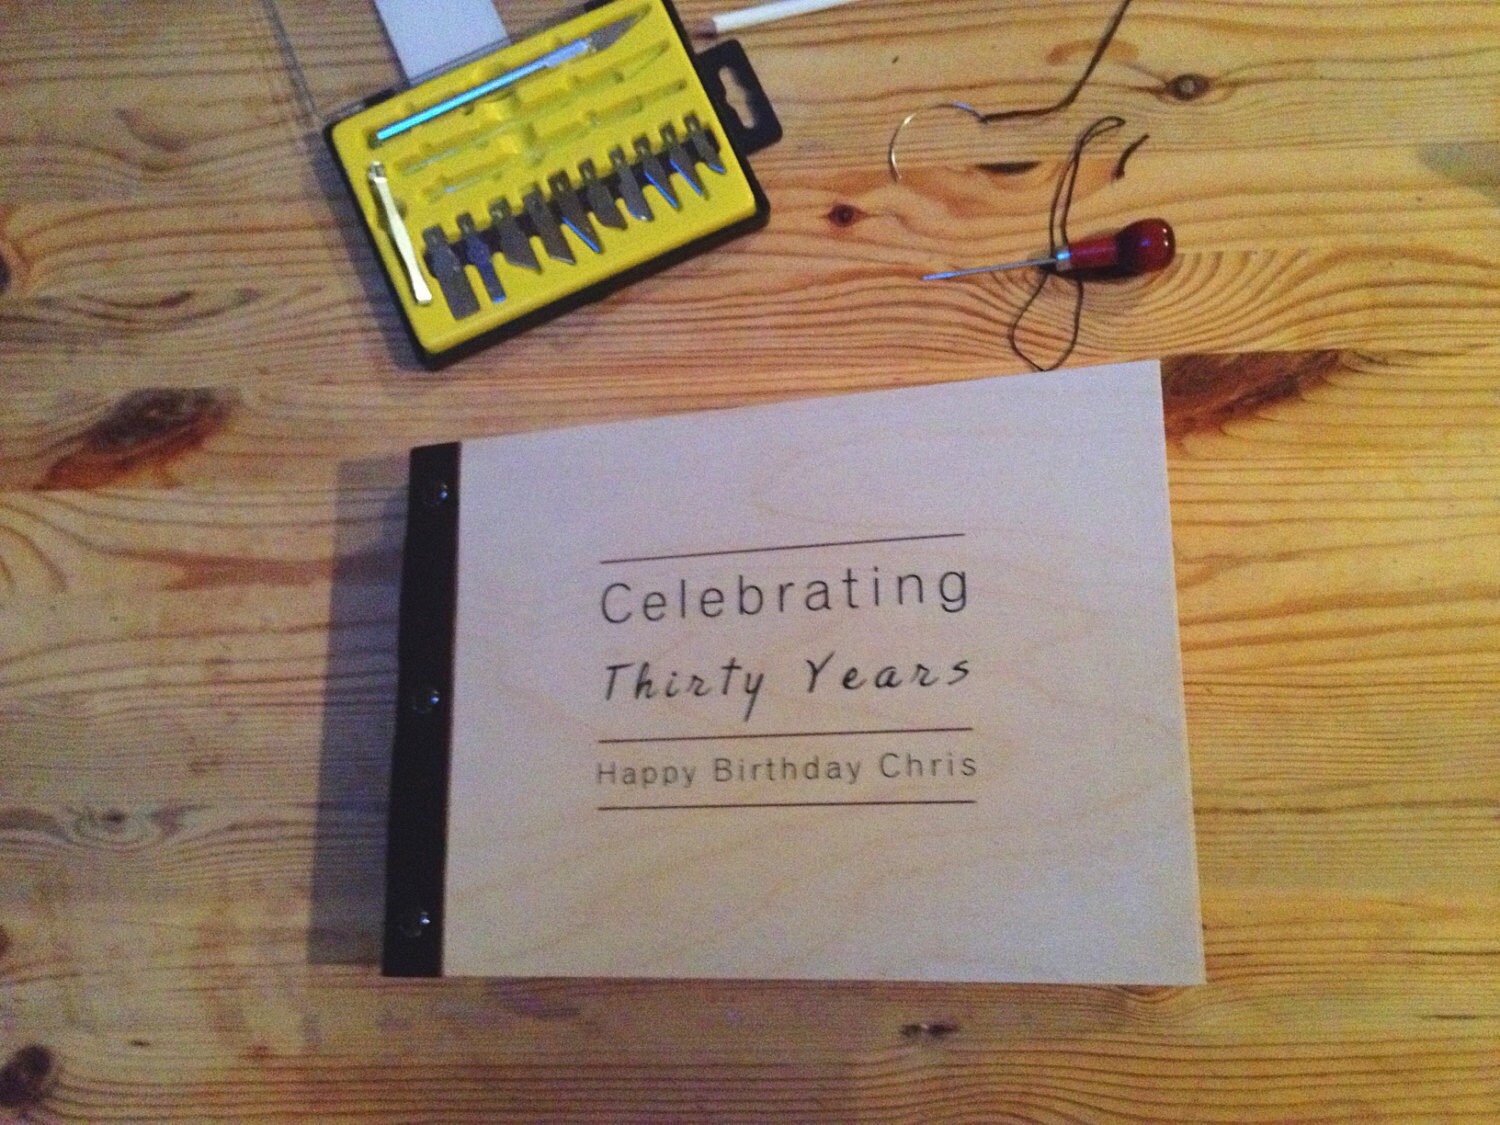 Celebrating
Thirty Years
Happy Birthday Chris